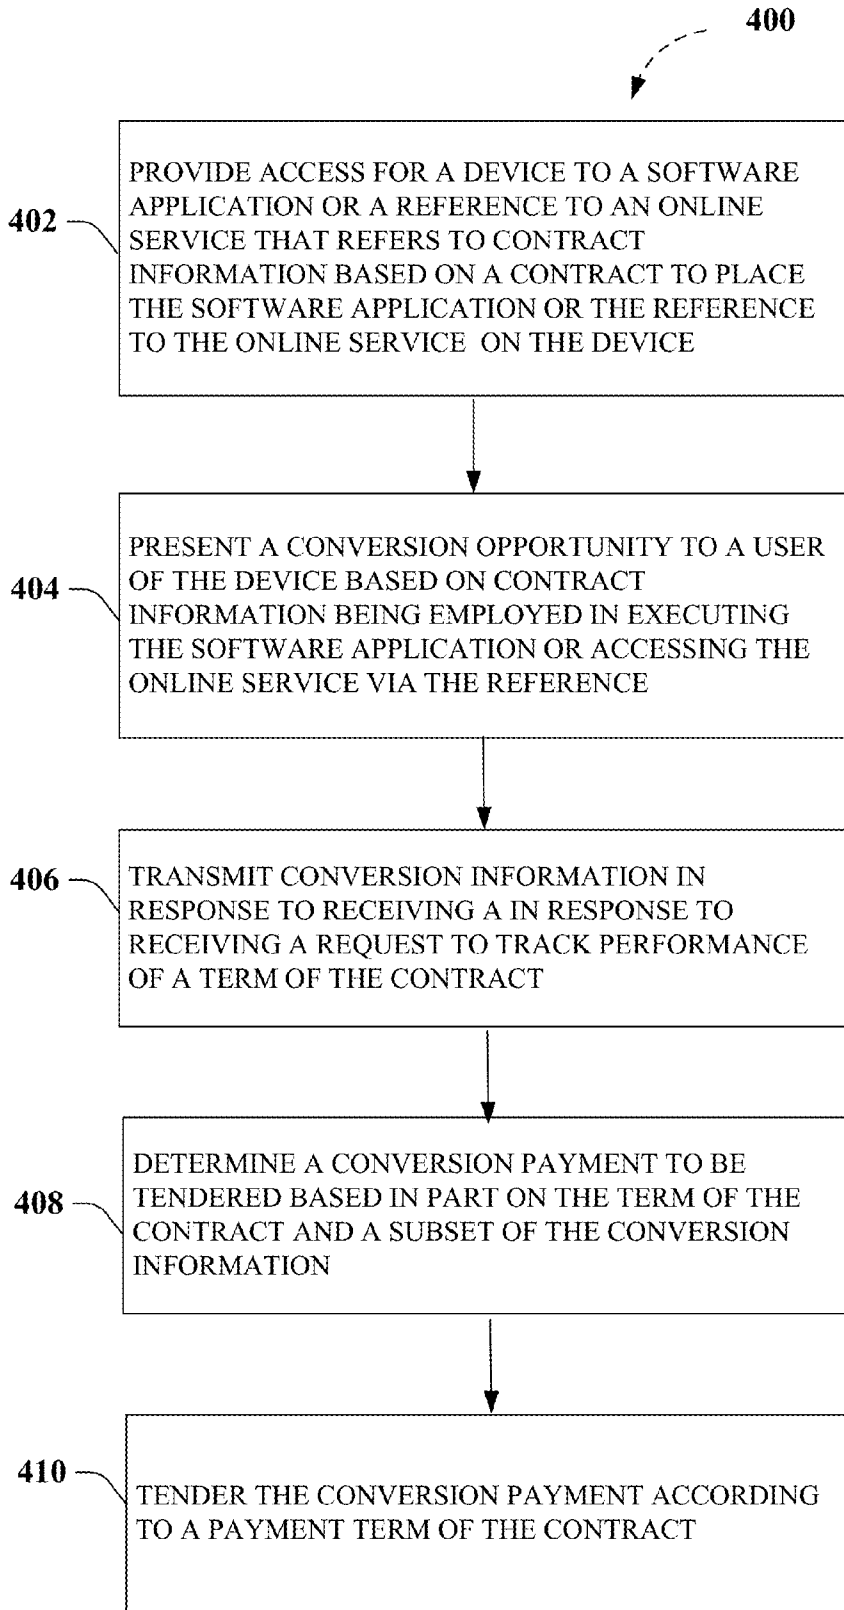 400
402
PROVIDE ACCESS FOR A DEVICE TO A SOFTWARE
APPLICATION OR A REFERENCE TO AN ONLINE
SERVICE THAT REFERS TO CONTRACT
INFORMATION BASED ON A CONTRACT TO PLACE
THE SOFTWARE APPLICATION OR THE REFERENCE
TO THE ONLINE SERVICE ON THE DEVICE
404
PRESENT A CONVERSION OPPORTUNITY TO A USER
OF THE DEVICE BASED ON CONTRACT
INFORMATION BEING EMPLOYED IN EXECUTING
THE SOFTWARE APPLICATION OR ACCESSING THE
ONLINE SERVICE VIA THE REFERENCE
406
TRANSMIT CONVERSION INFORMATION IN
RESPONSE TO RECEIVING A IN RESPONSE TO
RECEIVING A REQUEST TO TRACK PERFORMANCE
OF A TERM OF THE CONTRACT
408
DETERMINE A CONVERSION PAYMENT TO BE
TENDERED BASED IN PART ON THE TERM OF THE
CONTRACT AND A SUBSET OF THE CONVERSION
INFORMATION
410
TENDER THE CONVERSION PAYMENT ACCORDING
TO A PAYMENT TERM OF THE CONTRACT